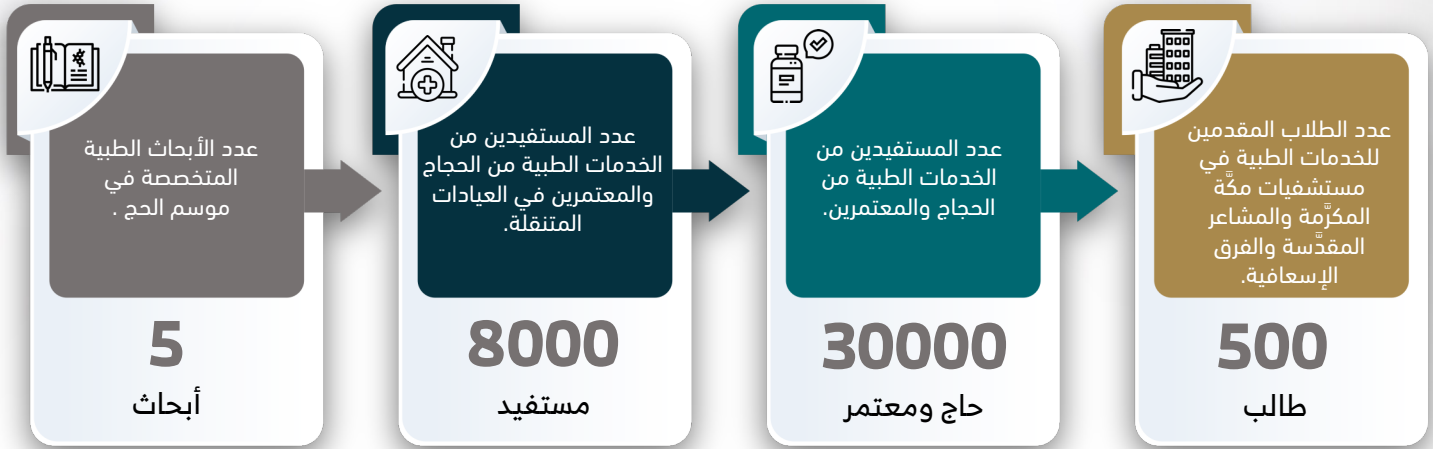 عدد الطلاب المقدمين
للخدمات الطبية في
مستشفيات مكَّة
المكرَّمة والمشاعر
المقدَّسة والفرق
الإسعافية.
500
طالب
عدد المستفيدين من
الخدمات الطبية من
الحجاج والمعتمرين.
30000
حاج ومعتمر
عدد المستفيدين من
الخدمات الطبية من الحجاج
والمعتمرين في العيادات
المتنقلة.
8000
مستفيد
عدد الأبحاث الطبية
المتخصصة في
موسم الحج .
5
أبحاث